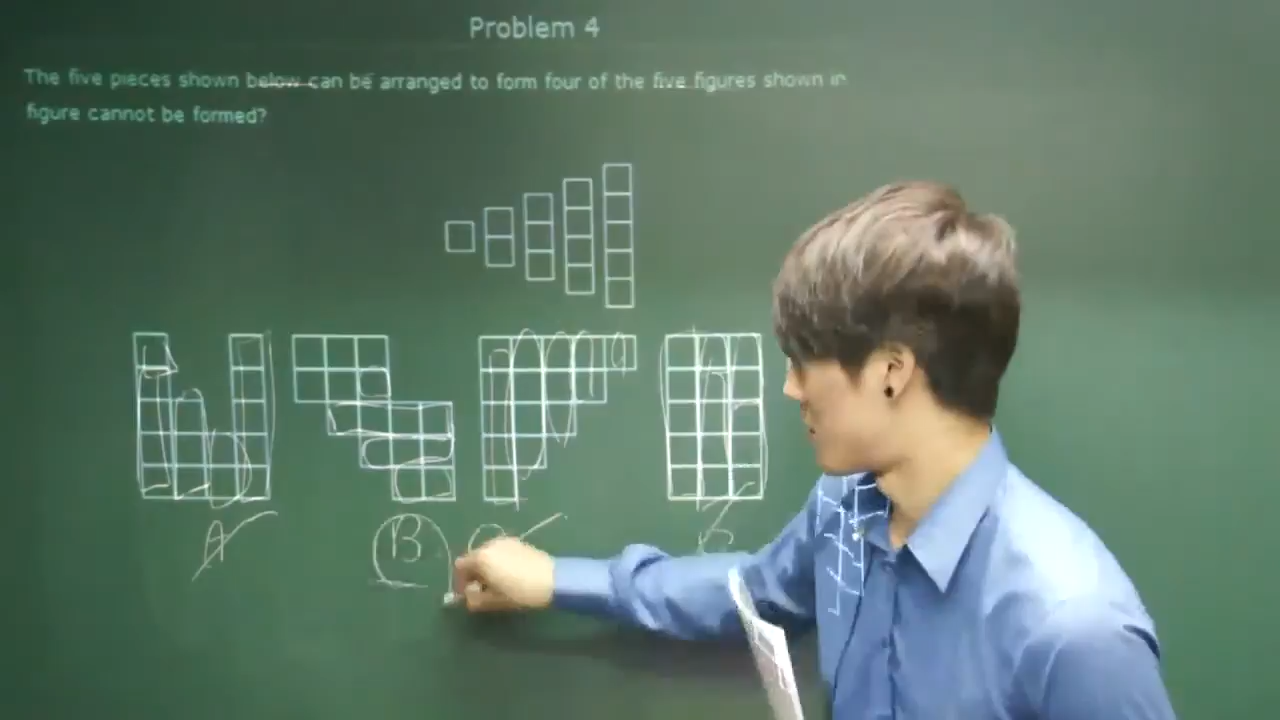 Problem 4
The five pieces shown below can be arranged to form four of the five figures shown in
figure cannot be formed?
A
B